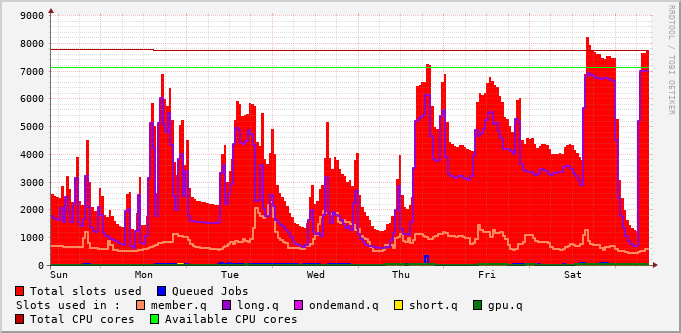 9000
8000
7000
6000
5000
4000
3000
2000
1000
0
Sun Mon Tue Wed Thu Fri Sat
RRDTOOL / TOBI OETIKER
Total slots used Queued Jobs
Slots used in : member.q long.q ondemand.q short.q gpu.q
Total CPU cores Available CPU cores